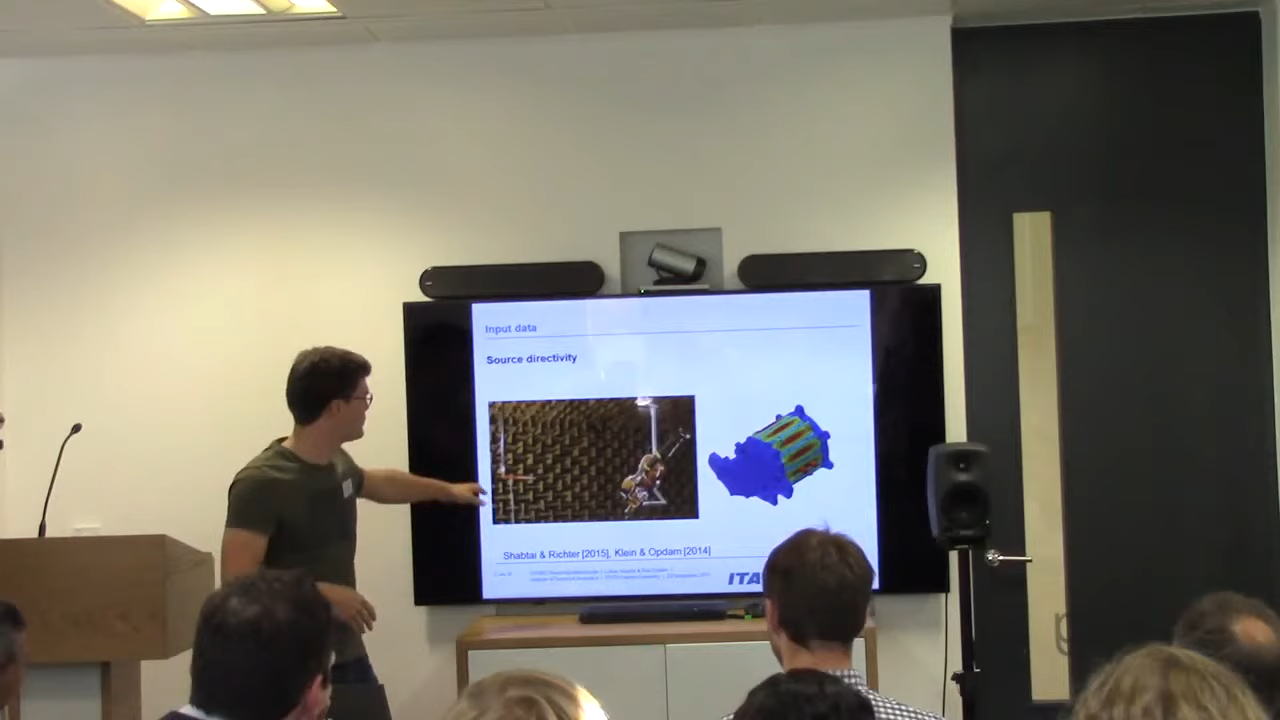 Input data
Source directivity
Shabtai & Richter [2015], Klein & Opdam [2014]
ITA